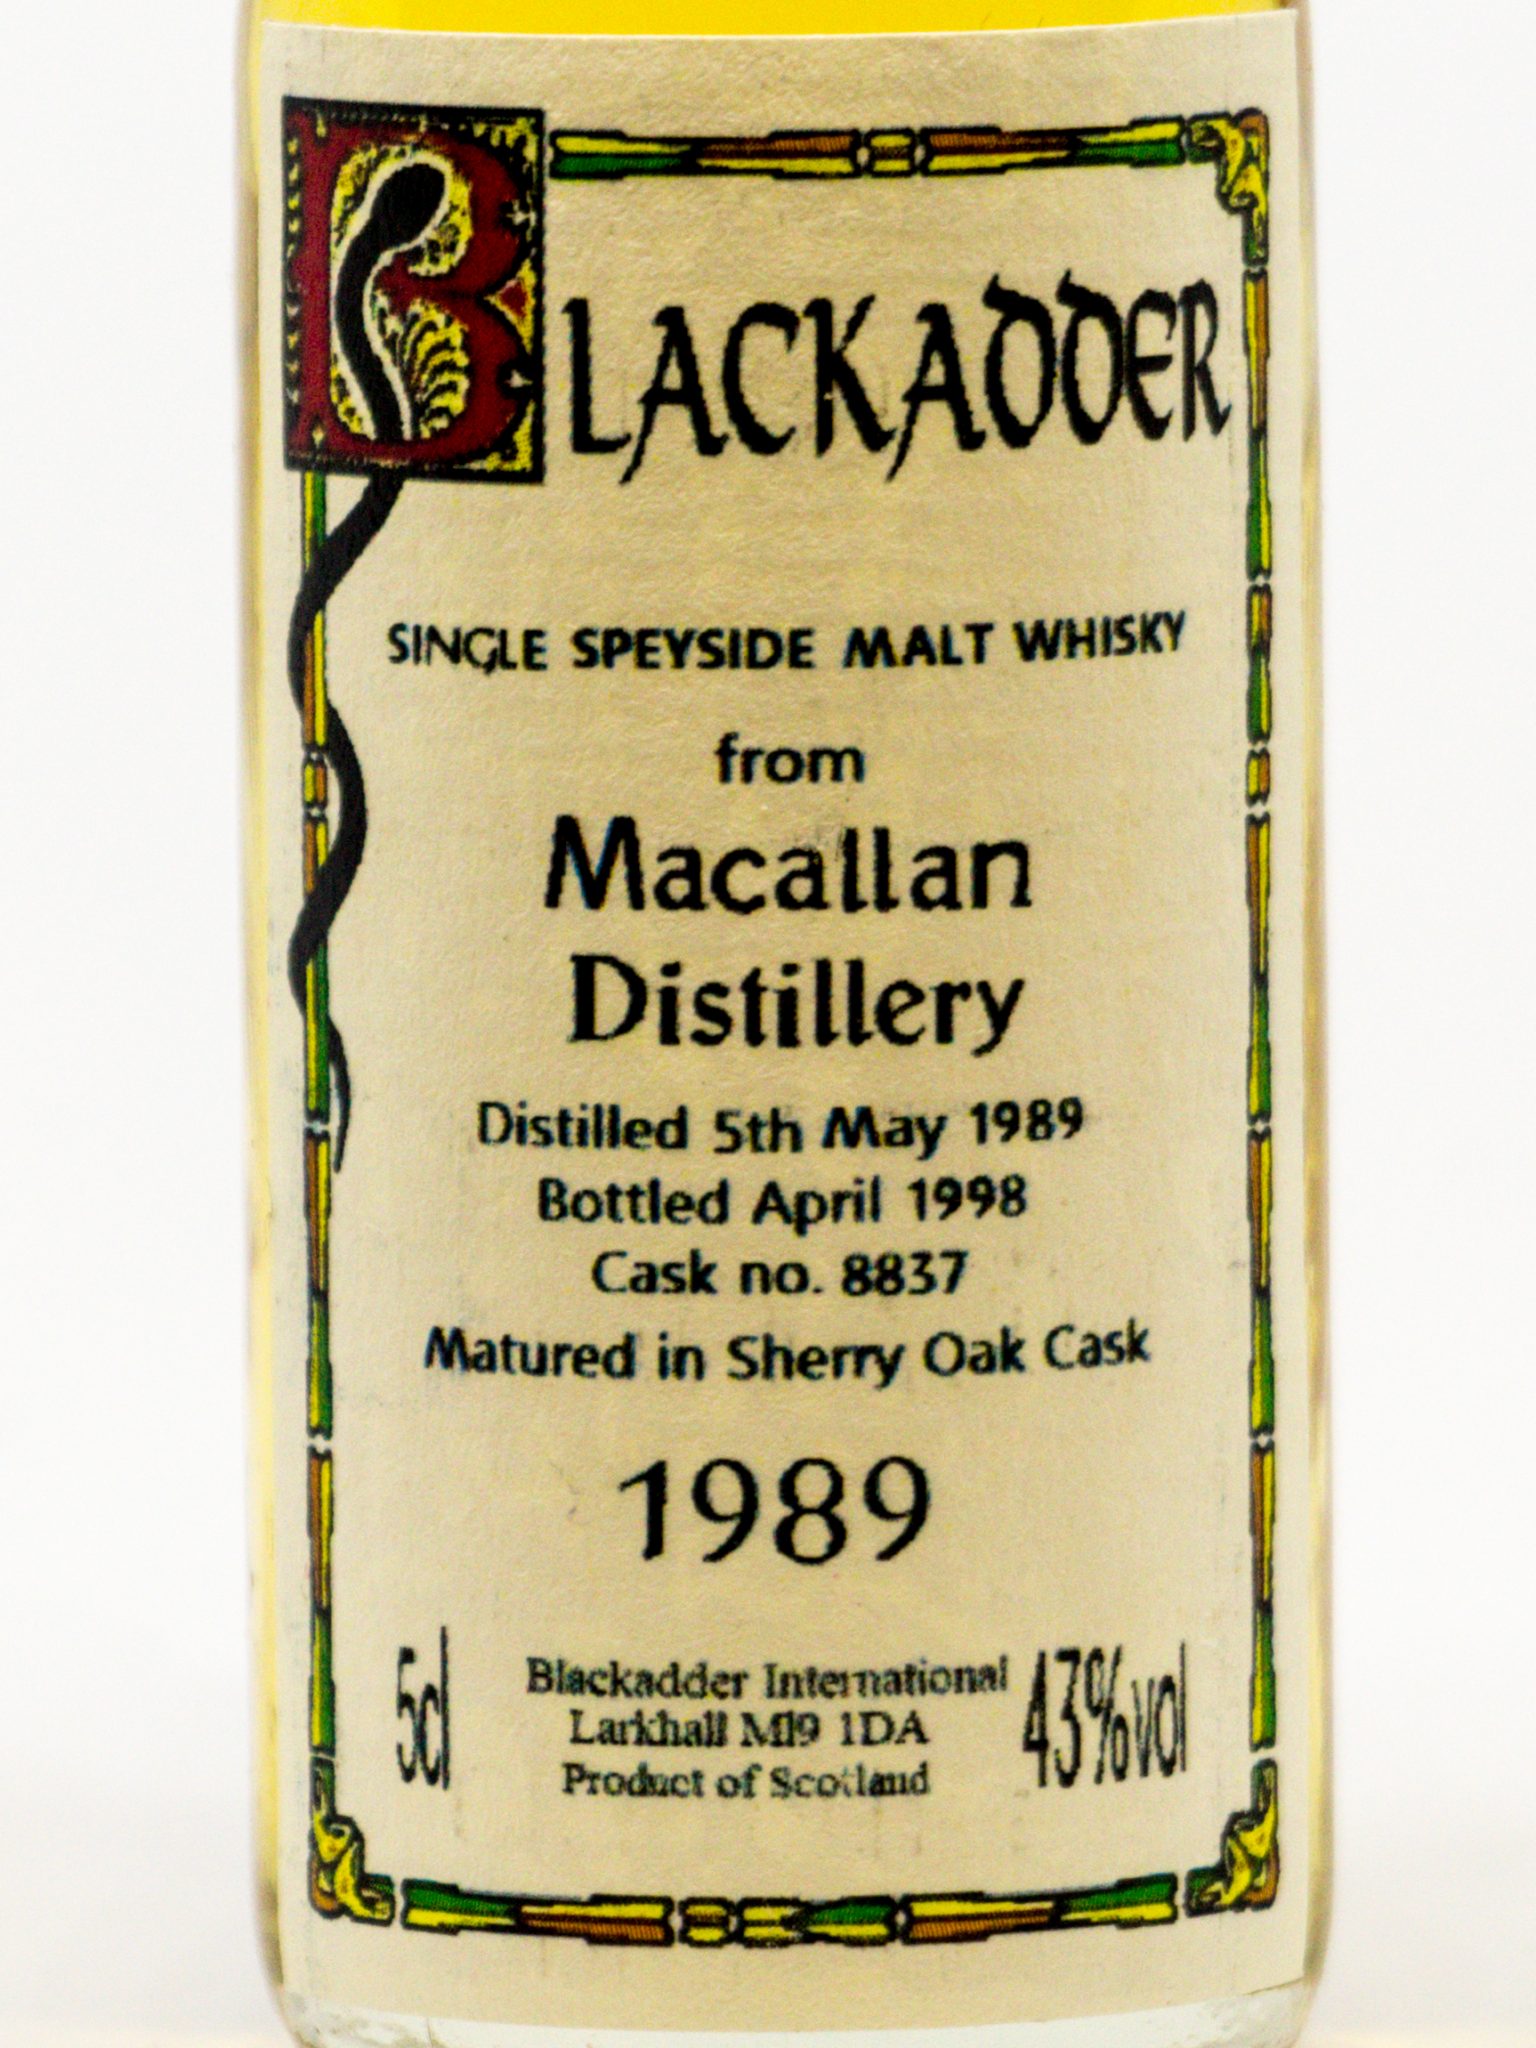 BLACKADDER
SINGLE SPEYSIDE MALT WHISKY
from
Macallan
Distillery
Distilled 5th May 1989
Bottled April 1998
Cask no. 8837
Matured in Sherry Oak Cask
1989
5cl
Blackadder International
Larkhall Ml9 1DA
Product of Scotland
43%vol